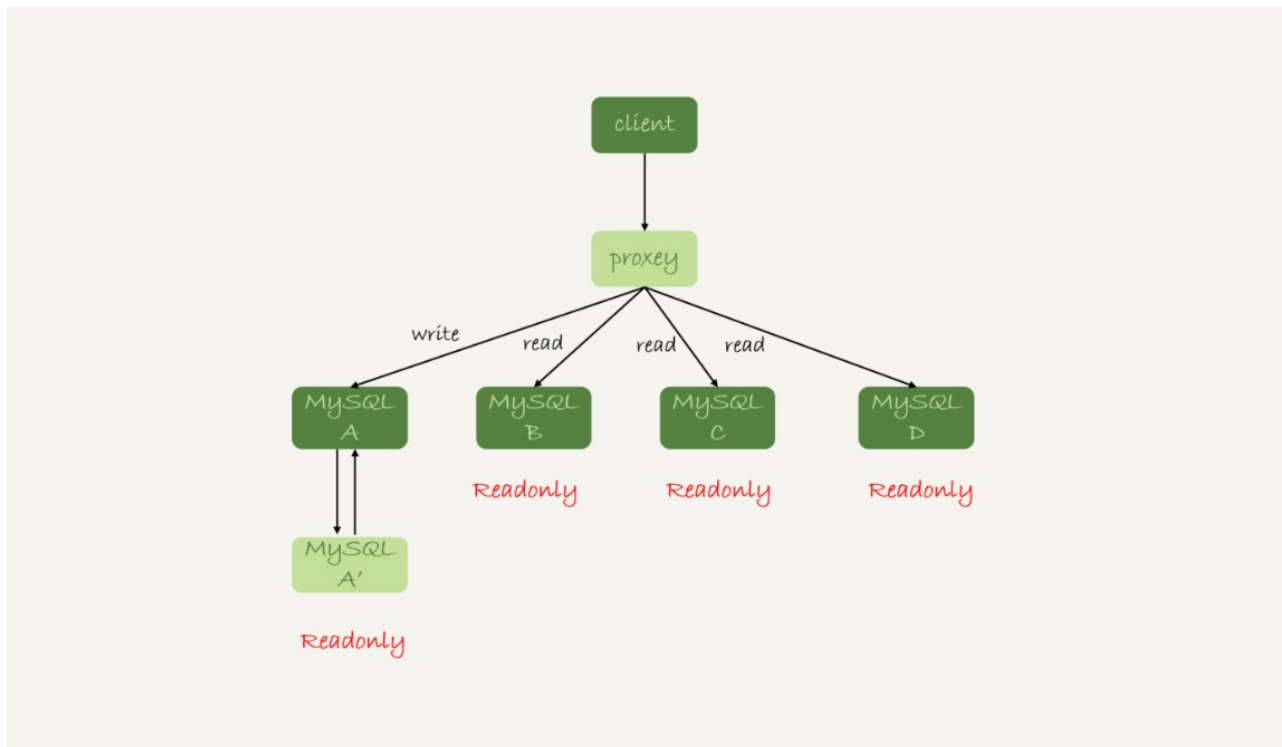 client
proxey
write
read
read
read
MySQL
A
MySQL
B
MySQL
C
MySQL
D
Readonly
Readonly
Readonly
MySQL
A'
Readonly